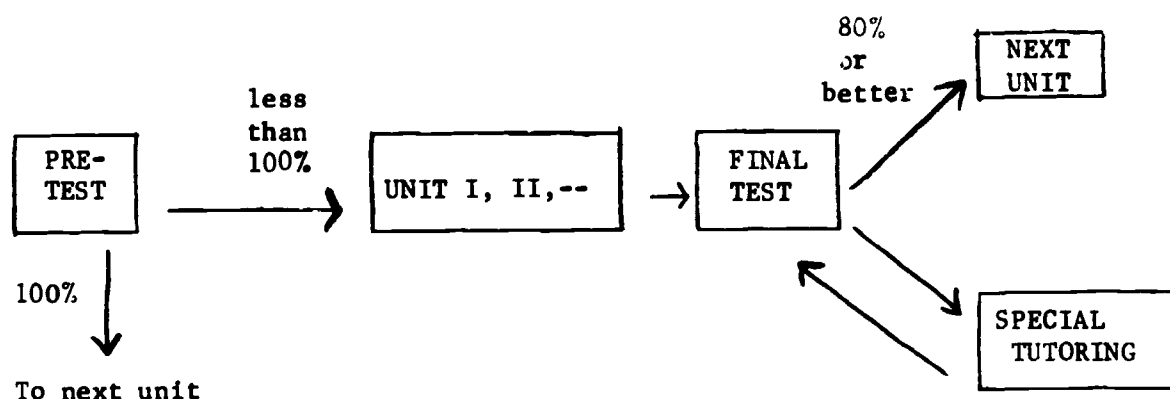 PRE-
TEST
less
than
100%
UNIT I, II,--
FINAL
TEST
80%
or
better
NEXT
UNIT
SPECIAL
TUTORING
100%
To next unit